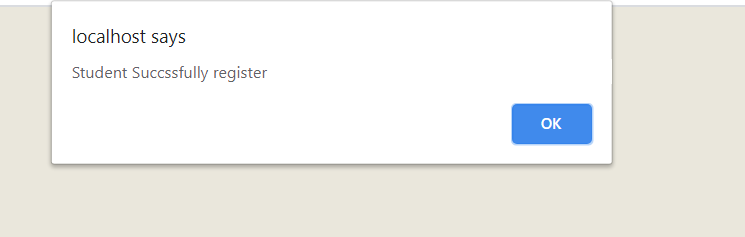 localhost says
Student Succssfully register
OK